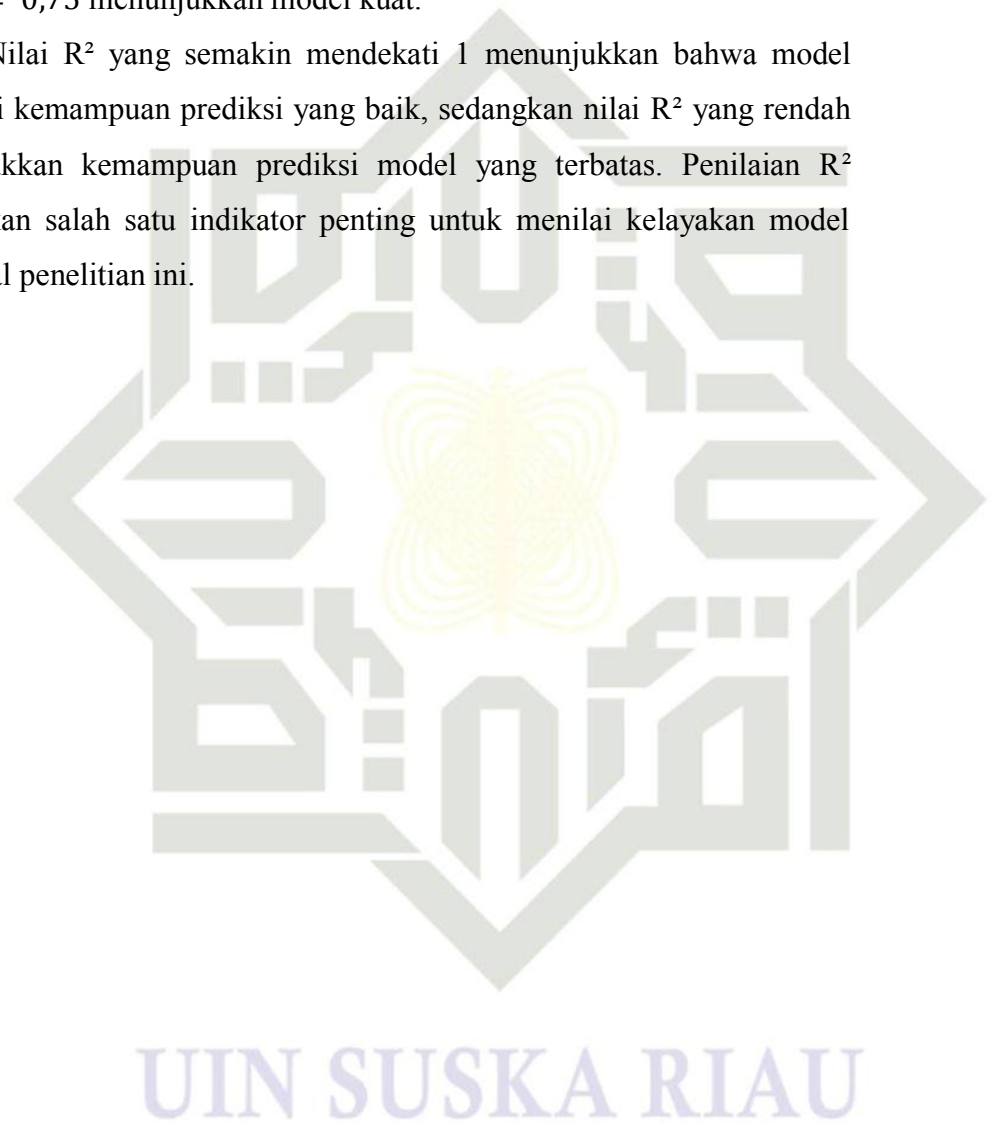 0,75 menunjukkan model kuat.
Nilai R² yang semakin mendekati 1 menunjukkan bahwa model
kemampuan prediksi yang baik, sedangkan nilai R² yang rendah
kemampuan prediksi model yang terbatas. Penilaian R²
salah satu indikator penting untuk menilai kelayakan model
penelitian ini.
UIN SUSKA RIAU